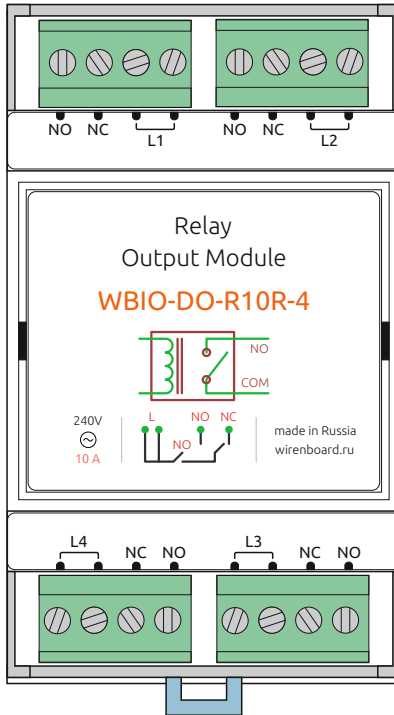 NO NC L1 NO NC L2
Relay
Output Module
WBIO-DO-R10R-4
NO
COM
240V
10 A
L NO NC
NO
made in Russia
wirenboard.ru
L4 NC NO L3 NC NO